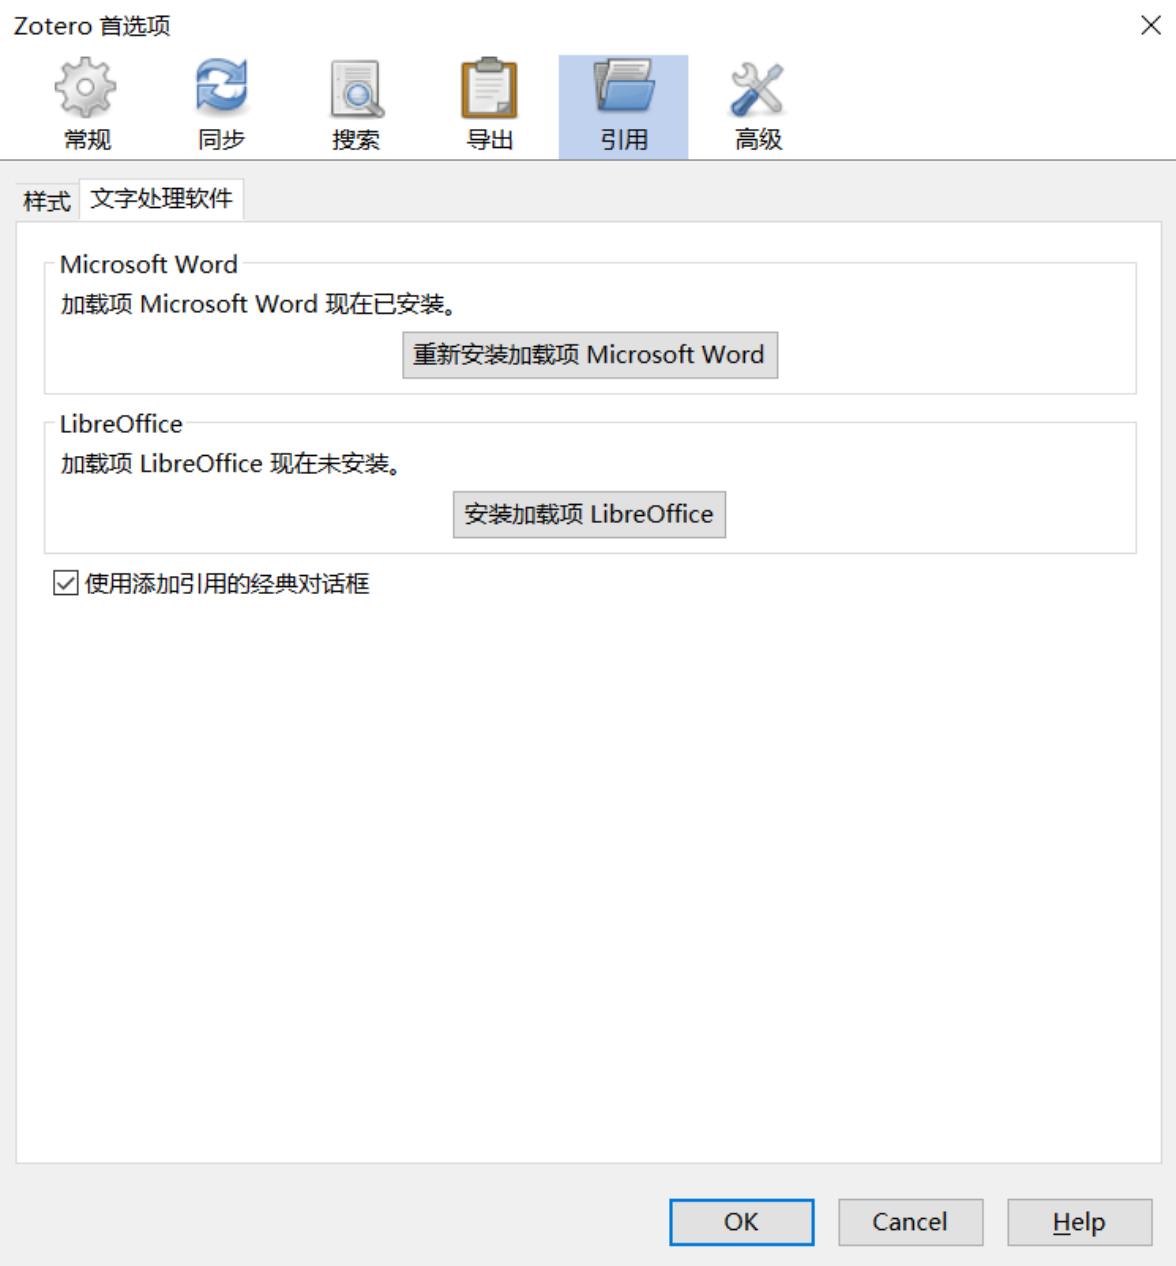 Zotero 首选项
常规 同步 搜索 导出 引用 高级
样式 文字处理软件
Microsoft Word
加载项 Microsoft Word 现在已安装。
重新安装加载项 Microsoft Word
LibreOffice
加载项 LibreOffice 现在未安装。
安装加载项 LibreOffice
使用添加引用的经典对话框
OK Cancel Help